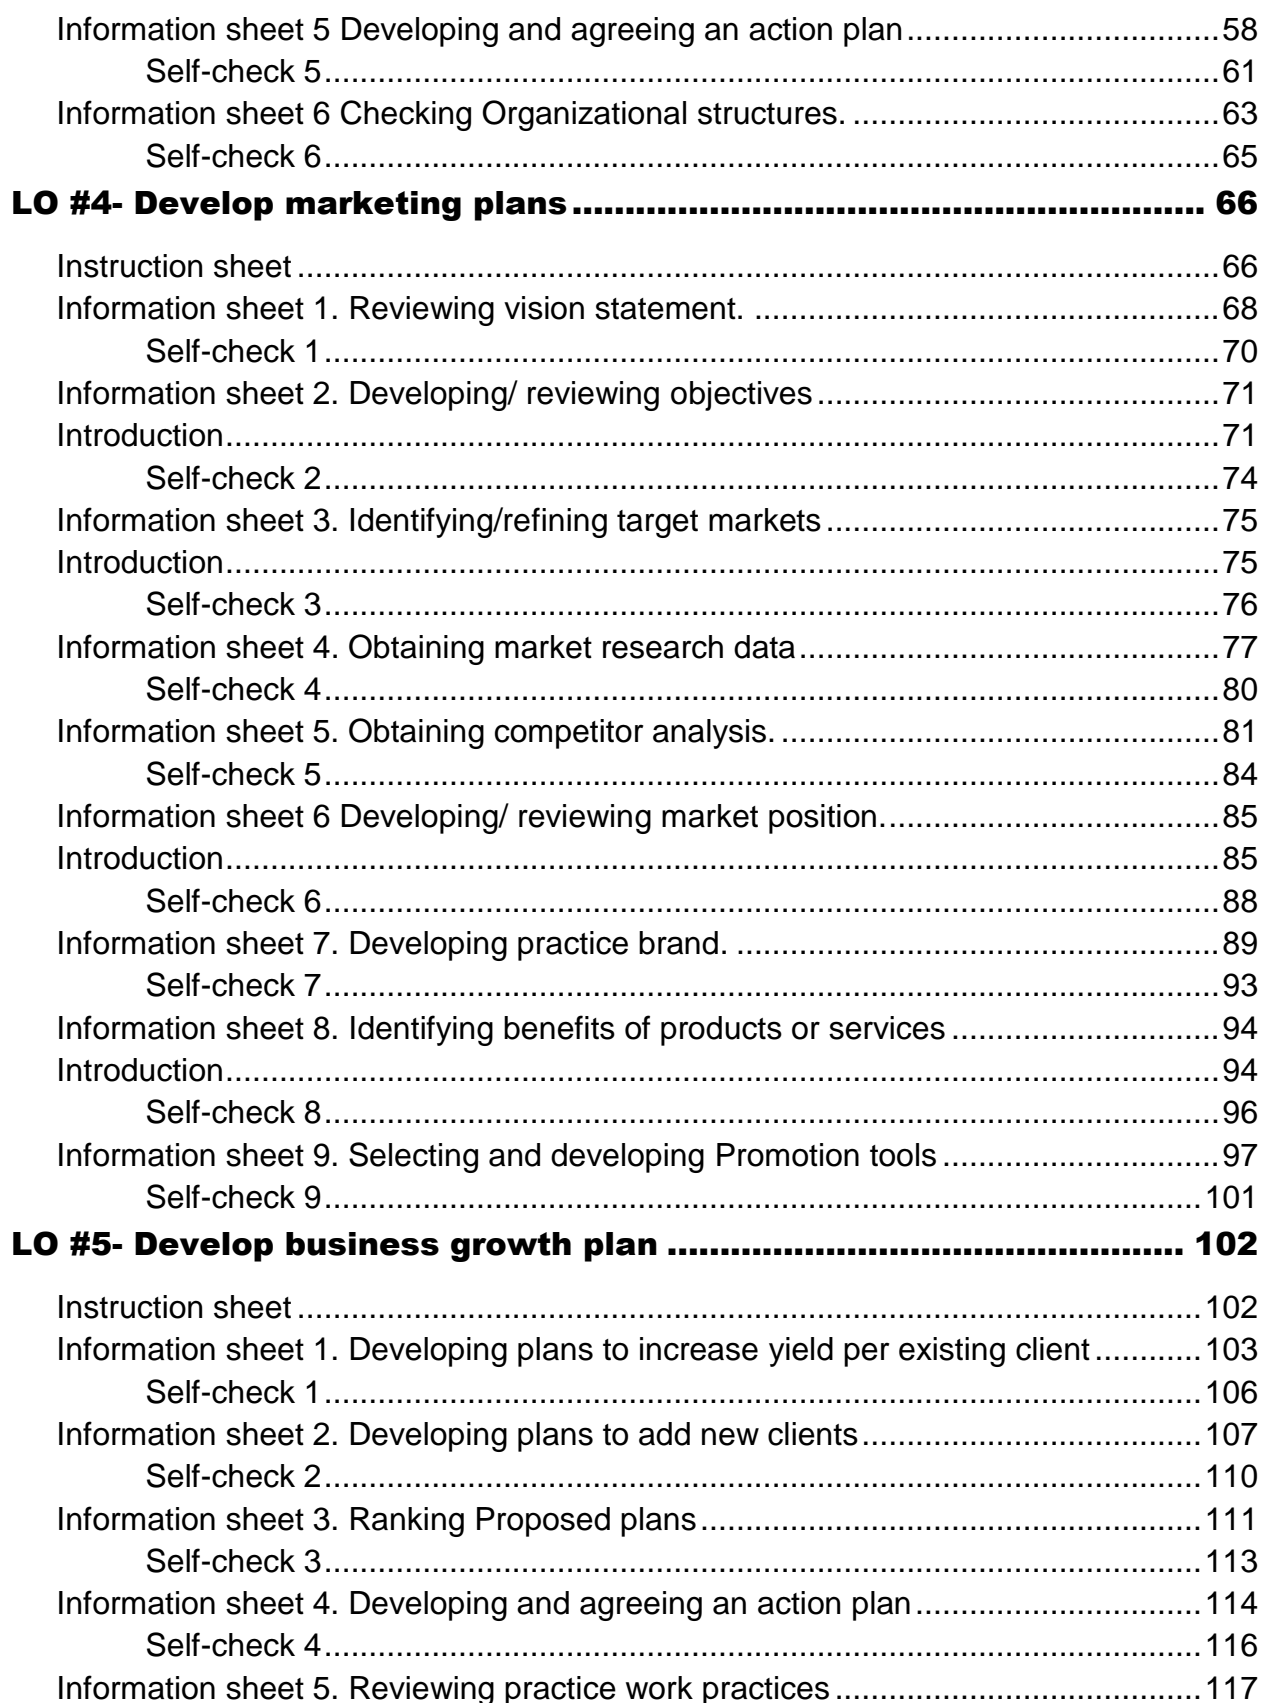 Information sheet 5 Developing and agreeing an action plan.......................................58
Self-check 5...............................................................................................................61
Information sheet 6 Checking Organizational structures. ..............................................63
Self-check 6...............................................................................................................65
LO #4- Develop marketing plans............................................................ 66
Instruction sheet.................................................................................................................66
Information sheet 1. Reviewing vision statement. ..........................................................68
Self-check 1...............................................................................................................70
Information sheet 2. Developing/ reviewing objectives..................................................71
Introduction..........................................................................................................................71
Self-check 2...............................................................................................................74
Information sheet 3. Identifying/refining target markets.................................................75
Introduction..........................................................................................................................75
Self-check 3...............................................................................................................76
Information sheet 4. Obtaining market research data....................................................77
Self-check 4...............................................................................................................80
Information sheet 5. Obtaining competitor analysis. ......................................................81
Self-check 5...............................................................................................................84
Information sheet 6 Developing/ reviewing market position..........................................85
Introduction..........................................................................................................................85
Self-check 6...............................................................................................................88
Information sheet 7. Developing practice brand. ............................................................89
Self-check 7...............................................................................................................93
Information sheet 8. Identifying benefits of products or services..................................94
Introduction..........................................................................................................................94
Self-check 8...............................................................................................................96
Information sheet 9. Selecting and developing Promotion tools...................................97
Self-check 9.............................................................................................................101
LO #5- Develop business growth plan ................................................. 102
Instruction sheet...............................................................................................................102
Information sheet 1. Developing plans to increase yield per existing client.............103
Self-check 1.............................................................................................................106
Information sheet 2. Developing plans to add new clients.........................................107
Self-check 2.............................................................................................................110
Information sheet 3. Ranking Proposed plans.............................................................111
Self-check 3.............................................................................................................113
Information sheet 4. Developing and agreeing an action plan...................................114
Self-check 4.............................................................................................................116
Information sheet 5. Reviewing practice work practices............................................117